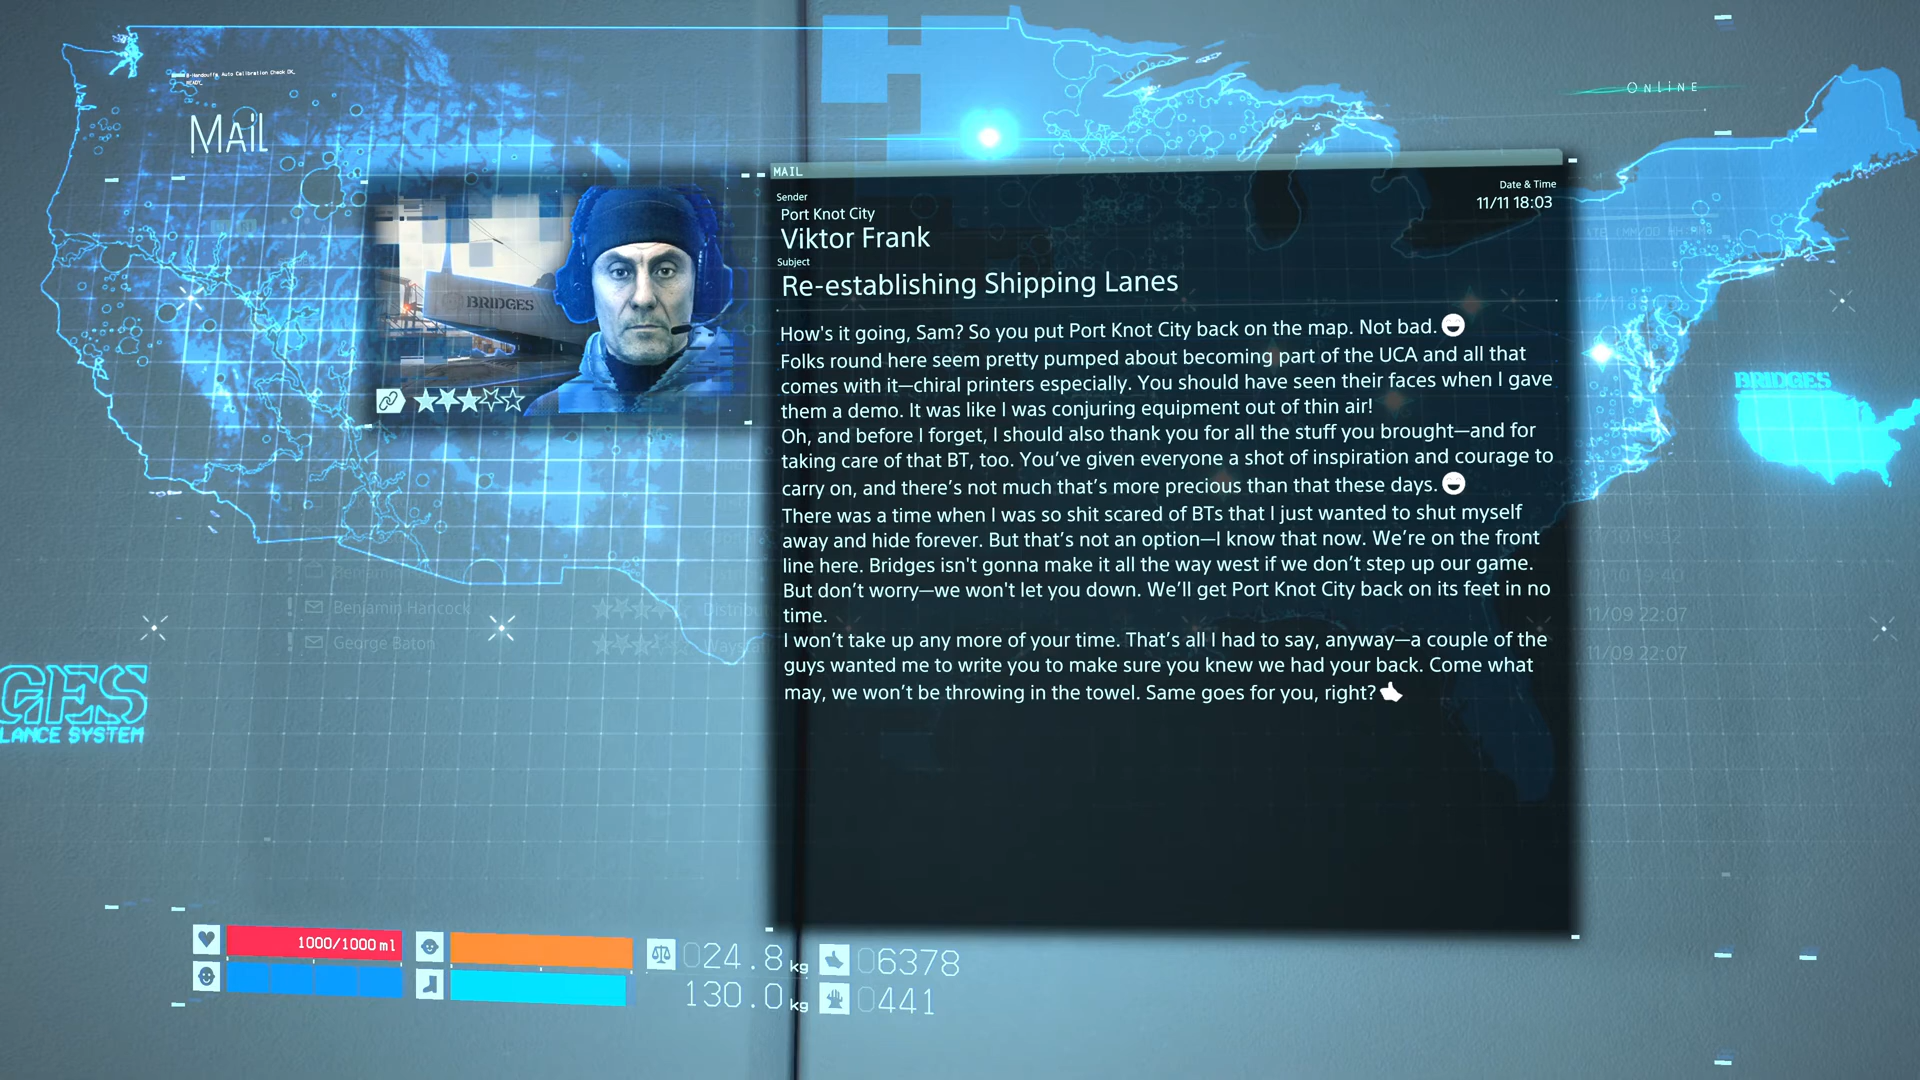 B-Handcuffs Auto Calibration Check OK.
READY.
MAIL
ONLINE
MAIL
Sender
Date & Time
Port Knot City
11/11 18:03
Viktor Frank
Subject
Re-establishing Shipping Lanes
How's it going, Sam? So you put Port Knot City back on the map. Not bad.
Folks round here seem pretty pumped about becoming part of the UCA and all that
comes with it—chiral printers especially. You should have seen their faces when I gave
them a demo. It was like I was conjuring equipment out of thin air!
Oh, and before I forget, I should also thank you for all the stuff you brought—and for
taking care of that BT, too. You’ve given everyone a shot of inspiration and courage to
carry on, and there’s not much that’s more precious than that these days.
There was a time when I was so shit scared of BTs that I just wanted to shut myself
away and hide forever. But that’s not an option—I know that now. We’re on the front
line here. Bridges isn't gonna make it all the way west if we don’t step up our game.
But don’t worry—we won't let you down. We’ll get Port Knot City back on its feet in no
time.
I won’t take up any more of your time. That’s all I had to say, anyway—a couple of the
guys wanted me to write you to make sure you knew we had your back. Come what
may, we won’t be throwing in the towel. Same goes for you, right?
BRIDGES
BRIDGES
Benjamin Hancock
11/09 22:07
George Baton
11/09 22:07
GES
LANCE SYSTEM
1000/1000 ml
024.8 kg
130.0 kg
06378
0441